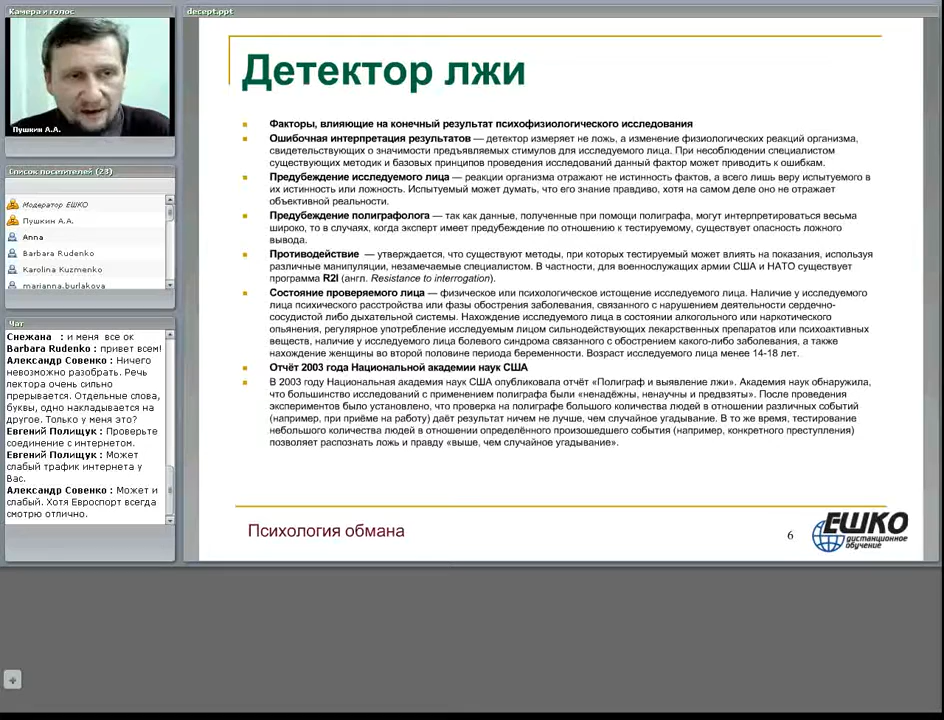 Камера и голос
Пушкин А.А.
Список посетителей (23)
Модератор ЕШКО
Пушкин А.А.
Anna
Barbara Rudenko
Karolina Kuzmenko
marianna.burlakova
Чат
Снежана : и меня все ок
Barbara Rudenko : привет всем!
Александр Совенко : Ничего
невозможно разобрать. Речь
лектора очень сильно
прерывается. Отдельные слова,
буквы, одно накладывается на
другое. Только у меня это?
Евгений Полищук : Проверьте
соединение с интернетом.
Евгений Полищук : Может
слабый трафик интернета у
Вас.
Александр Совенко : Может и
слабый. Хотя Евроспорт всегда
смотрю отлично.
decept.ppt
Детектор лжи
Факторы, влияющие на конечный результат психофизиологического исследования
Ошибочная интерпретация результатов — детектор измеряет не ложь, а изменение физиологических реакций организма,
свидетельствующих о значимости предъявляемых стимулов для исследуемого лица. При несоблюдении специалистом
существующих методик и базовых принципов проведения исследований данный фактор может приводить к ошибкам.
Предубеждение исследуемого лица — реакции организма отражают не истинность фактов, а всего лишь веру испытуемого в
их истинность или ложность. Испытуемый может думать, что его знание правдиво, хотя на самом деле оно не отражает
объективной реальности.
Предубеждение полиграфолога — так как данные, полученные при помощи полиграфа, могут интерпретироваться весьма
широко, то в случаях, когда эксперт имеет предубеждение по отношению к тестируемому, существует опасность ложного
вывода.
Противодействие — утверждается, что существуют методы, при которых тестируемый может влиять на показания, используя
различные манипуляции, незамечаемые специалистом. В частности, для военнослужащих армии США и НАТО существует
программа R2I (англ. Resistance to interrogation).
Состояние проверяемого лица — физическое или психологическое истощение исследуемого лица. Наличие у исследуемого
лица психического расстройства или фазы обострения заболевания, связанного с нарушением деятельности сердечно-
сосудистой либо дыхательной системы. Нахождение исследуемого лица в состоянии алкогольного или наркотического
опьянения, регулярное употребление исследуемым лицом сильнодействующих лекарственных препаратов или психоактивных
веществ, наличие у исследуемого лица болевого синдрома связанного с обострением какого-либо заболевания, а также
нахождение женщины во второй половине периода беременности. Возраст исследуемого лица менее 14-18 лет.
Отчёт 2003 года Национальной академии наук США
В 2003 году Национальная академия наук США опубликовала отчёт «Полиграф и выявление лжи». Академия наук обнаружила,
что большинство исследований с применением полиграфа были «ненадёжны, ненаучны и предвзяты». После проведения
экспериментов было установлено, что проверка на полиграфе большого количества людей в отношении различных событий
(например, при приёме на работу) даёт результат ничем не лучше, чем случайное угадывание. В то же время, тестирование
небольшого количества людей в отношении определённого произошедшего события (например, конкретного преступления)
позволяет распознать ложь и правду «выше, чем случайное угадывание».
Психология обмана
6
ЕШКО
дистанционное
обучение